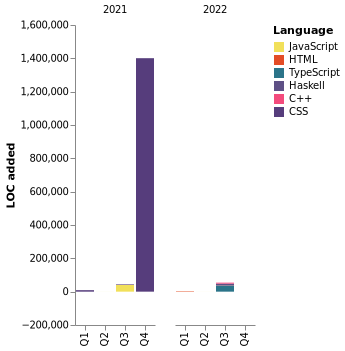 2021
2022
LOC added
1,600,000
1,400,000
1,200,000
1,000,000
800,000
600,000
400,000
200,000
0
−200,000
Q1
Q2
Q3
Q4
Q1
Q2
Q3
Q4
Language
JavaScript
HTML
TypeScript
Haskell
C++
CSS